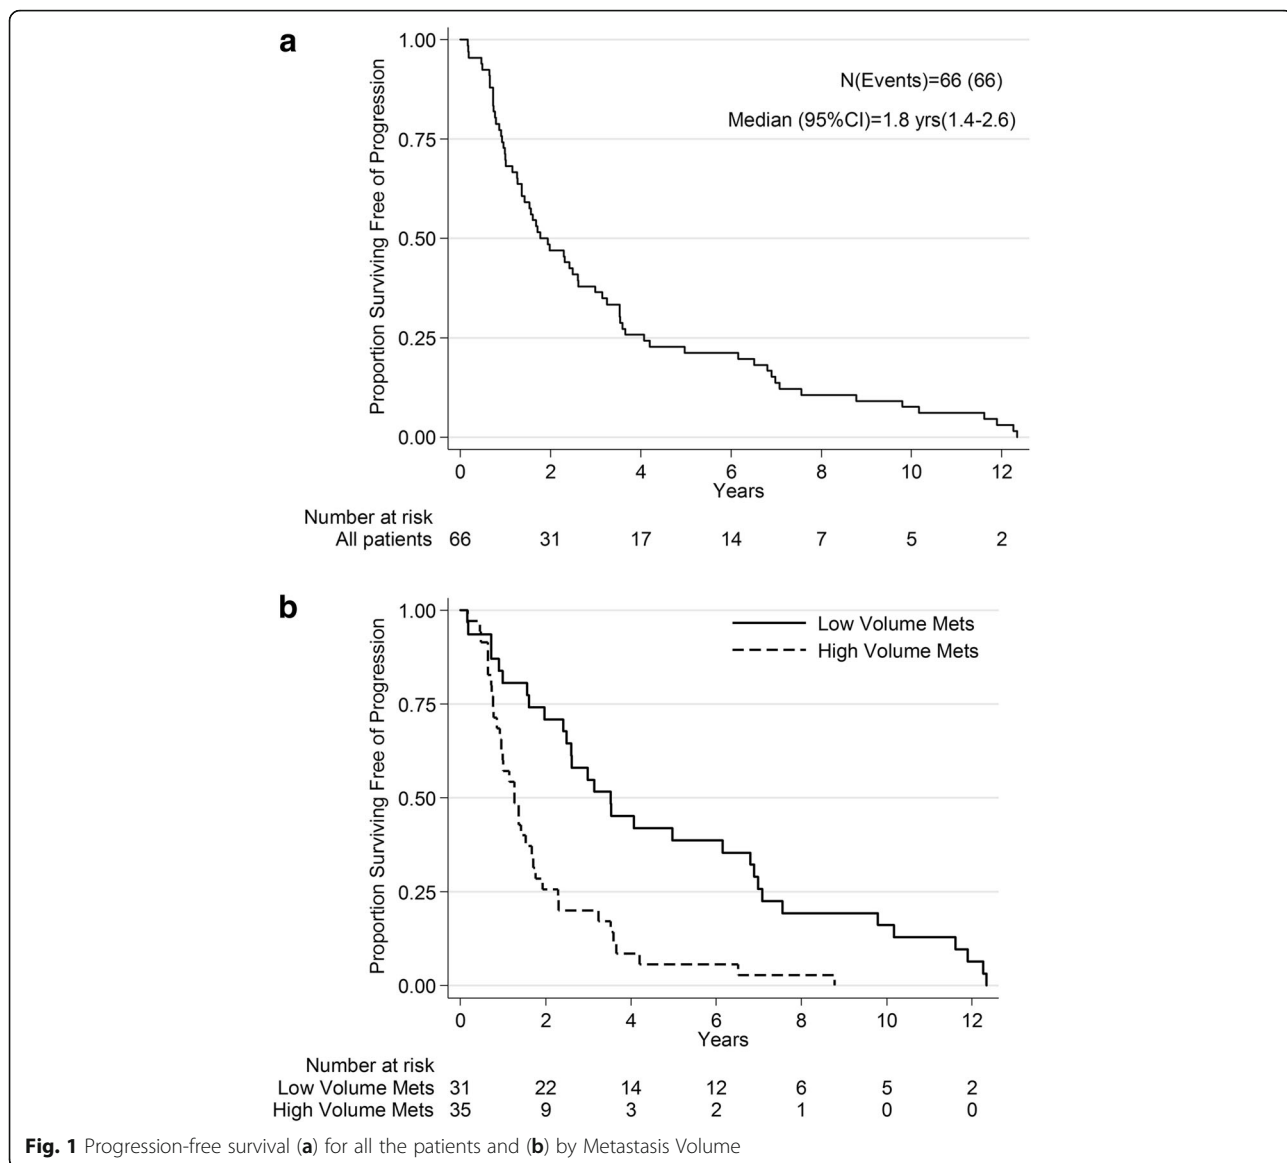 a
1.00
0.75
0.50
0.25
0.00
Proportion Surviving Free of Progression
N(Events)=66 (66)
Median (95%CI)=1.8 yrs(1.4-2.6)
0 2 4 6 8 10 12
Years
Number at risk
All patients 66 31 17 14 7 5 2
b
1.00
0.75
0.50
0.25
0.00
Proportion Surviving Free of Progression
Low Volume Mets
High Volume Mets
0 2 4 6 8 10 12
Years
Number at risk
Low Volume Mets 31 22 14 12 6 5 2
High Volume Mets 35 9 3 2 1 0 0
Fig. 1 Progression-free survival (a) for all the patients and (b) by Metastasis Volume